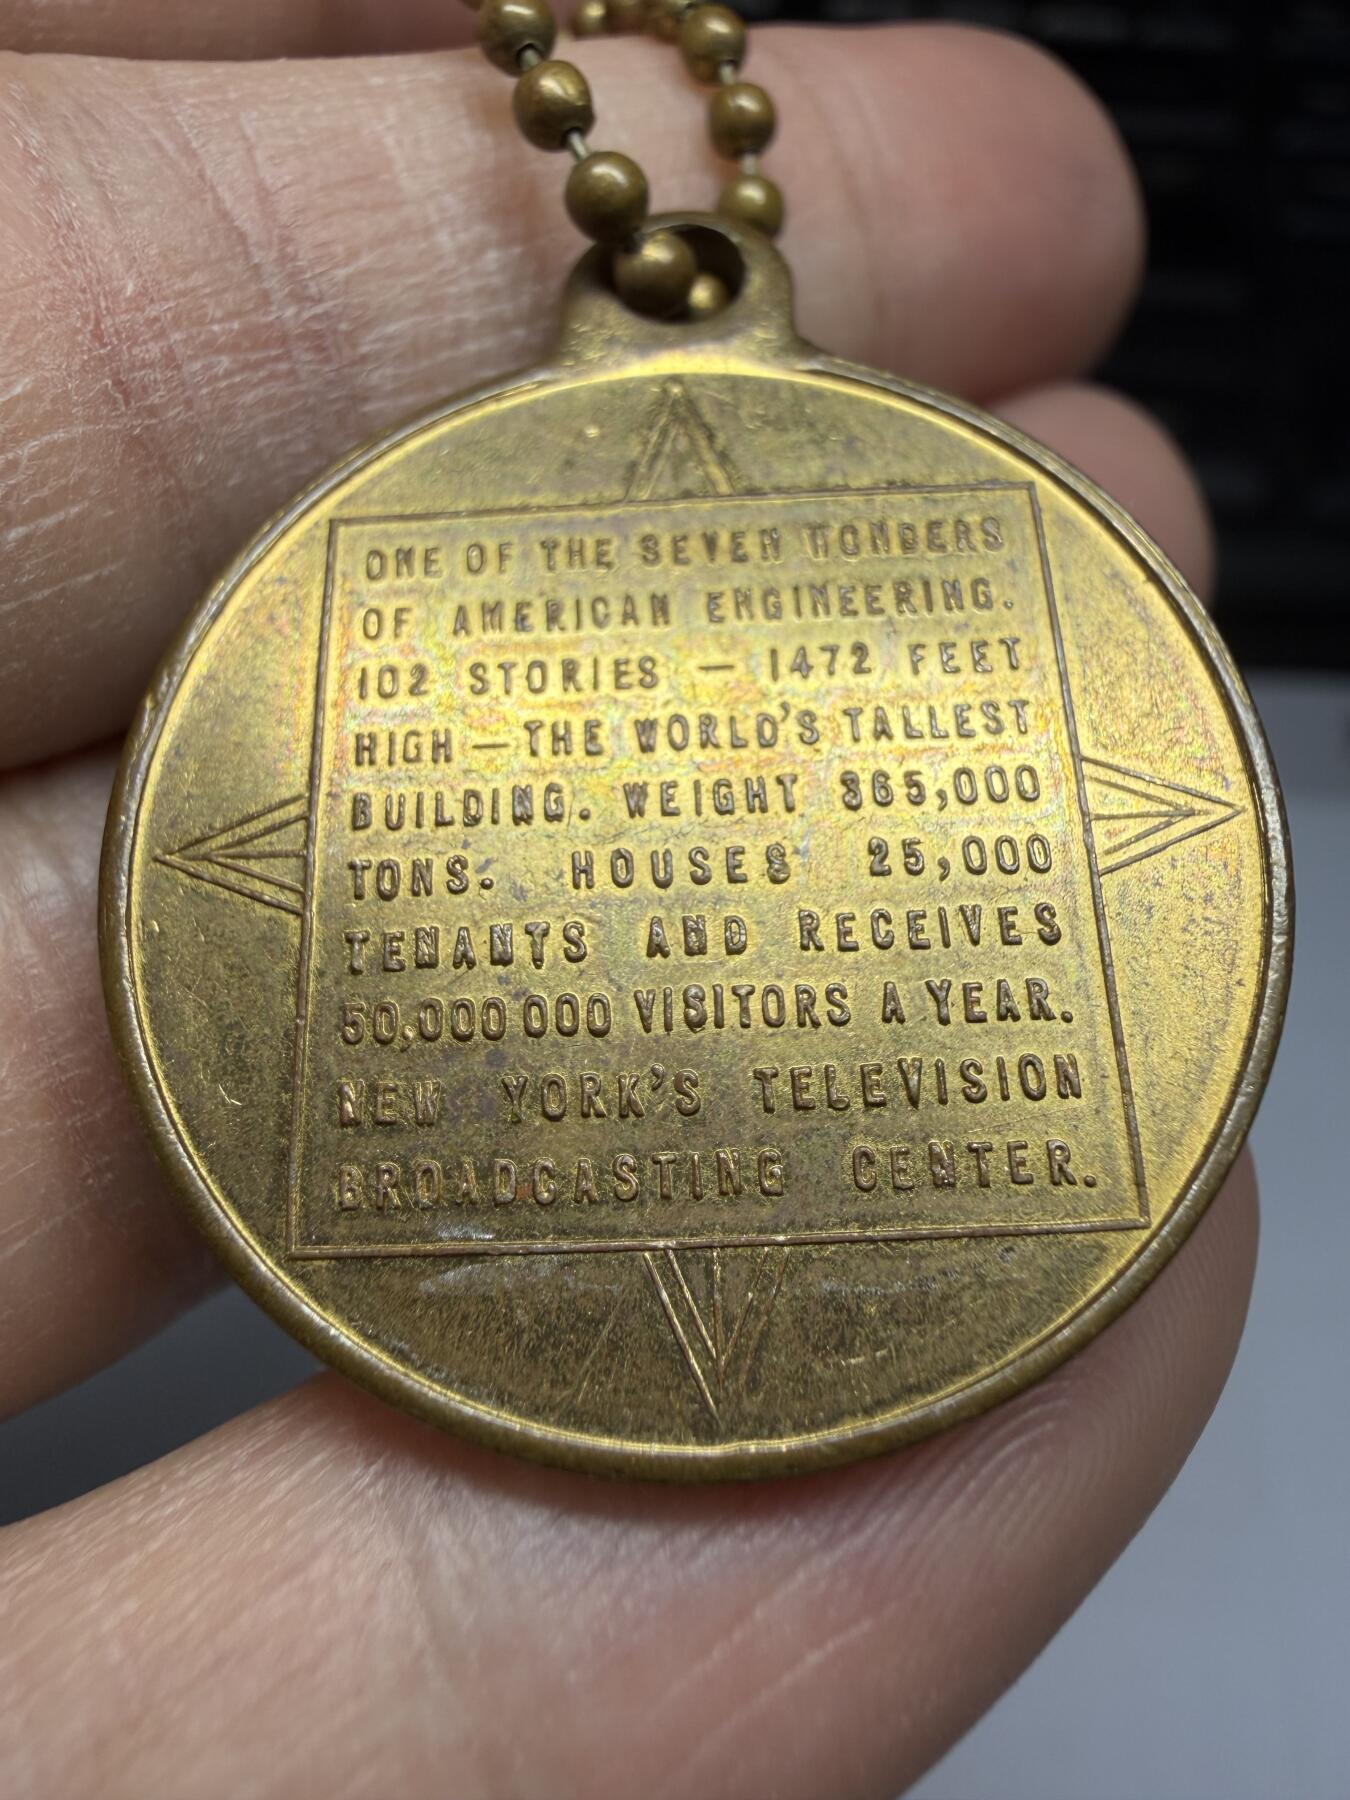 ONE OF THE SEVEN WONDERS
OF AMERICAN ENGINEERING.
102 STORIES — 1472 FEET
HIGH — THE WORLD'S TALLEST
BUILDING. WEIGHT 365,000
TONS. HOUSES 25,000
TENANTS AND RECEIVES
50,000 000 VISITORS A YEAR.
NEW YORK'S TELEVISION
BROADCASTING CENTER.